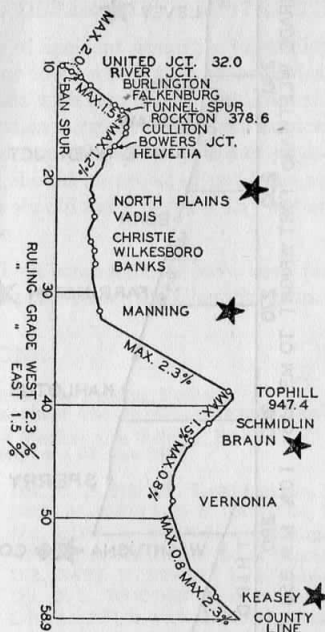 MAX. 2.0%
10
UNITED JCT. 32.0
RIVER JCT.
BURLINGTON
FALKENBURG
TUNNEL SPUR
ROCKTON 378.6
CULLITON
BOWERS JCT.
HELVETIA
MAX. 1.5%
MAX. 1.2%
BAN SPUR
20
NORTH PLAINS
VADIS
CHRISTIE
WILKESBORO
BANKS
30
MANNING
RULING GRADE WEST 2.3 %
" " EAST 1.5 %
MAX. 2.3%
40
TOPHILL
947.4
MAX. 1.5%
SCHMIDLIN
BRAUN
MAX. 0.8%
VERNONIA
50
MAX. 0.8
MAX. 2.3%
KEASEY
COUNTY
LINE
58.9